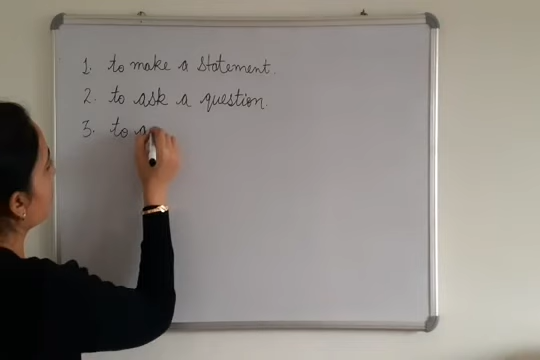 1. to make a statement.
2. to ask a question.
3. to